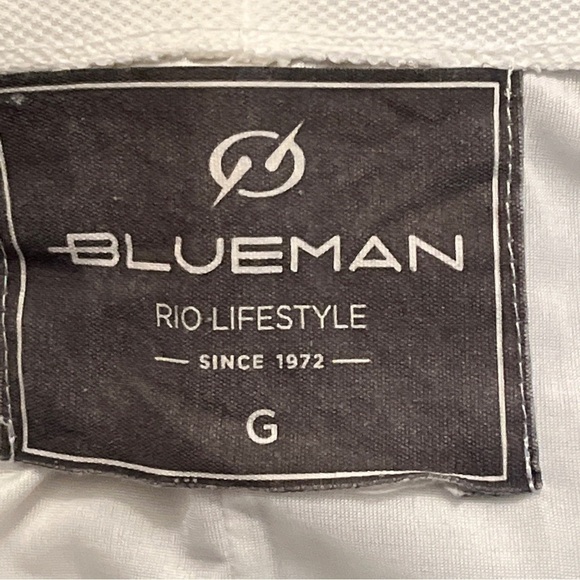 BLUEMAN
RIO-LIFESTYLE
SINCE 1972
G